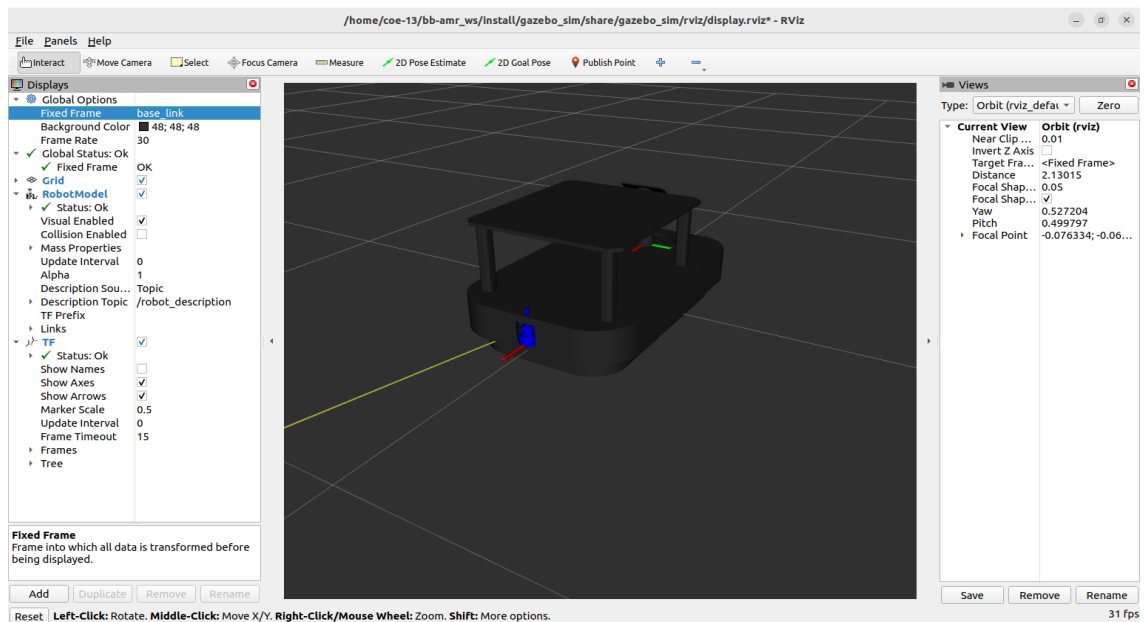 /home/coe-13/bb-amr_ws/install/gazebo_sim/share/gazebo_sim/rviz/display.rviz* - RViz
File Panels Help
Interact Move Camera Select Focus Camera Measure 2D Pose Estimate 2D Goal Pose Publish Point
Displays
Global Options
Fixed Frame base_link
Background Color 48; 48; 48
Frame Rate 30
Global Status: Ok
Fixed Frame OK
Grid
RobotModel
Status: Ok
Visual Enabled
Collision Enabled
Mass Properties
Update Interval 0
Alpha 1
Description Sou... Topic
Description Topic /robot_description
TF Prefix
Links
TF
Status: Ok
Show Names
Show Axes
Show Arrows
Marker Scale 0.5
Update Interval 0
Frame Timeout 15
Frames
Tree
Fixed Frame
Frame into which all data is transformed before
being displayed.
Add Duplicate Remove Rename
Views
Type: Orbit (rviz_defau Zero
Current View Orbit (rviz)
Near Clip ... 0.01
Invert Z Axis
Target Fra... <Fixed Frame>
Distance 2.13015
Focal Shap... 0.05
Focal Shap...
Yaw 0.527204
Pitch 0.499797
Focal Point -0.076334; -0.06...
Save Remove Rename
Reset Left-Click: Rotate. Middle-Click: Move X/Y. Right-Click/Mouse Wheel: Zoom. Shift: More options. 31 fps